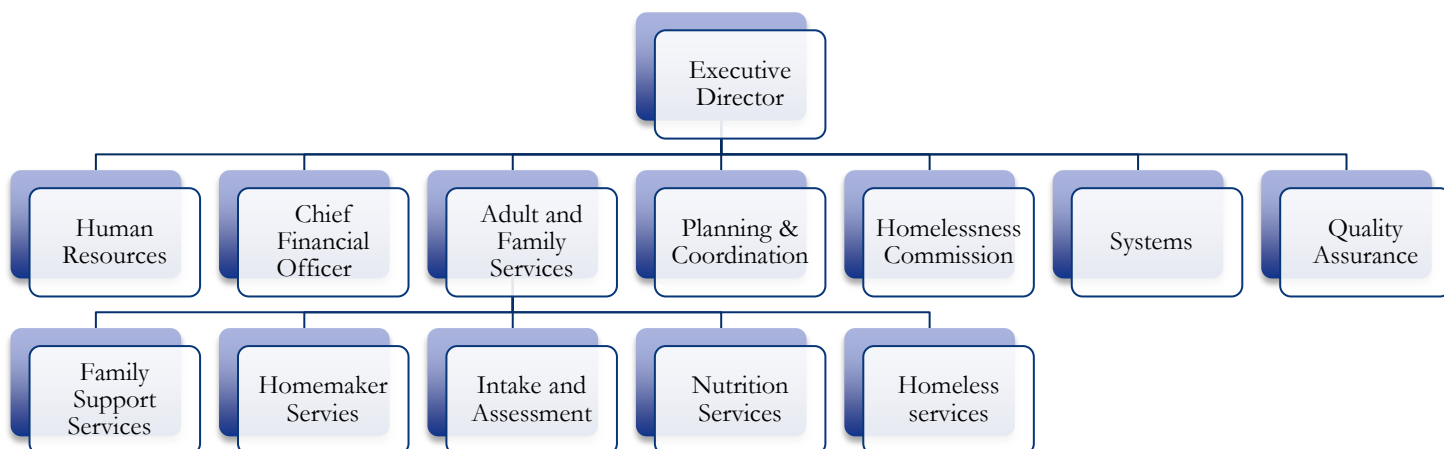 Executive
Director
Human
Resources
Chief
Financial
Officer
Adult and
Family
Services
Planning &
Coordination
Homelessness
Commission
Systems
Quality
Assurance
Family
Support
Services
Homemaker
Servies
Intake and
Assessment
Nutrition
Services
Homeless
services